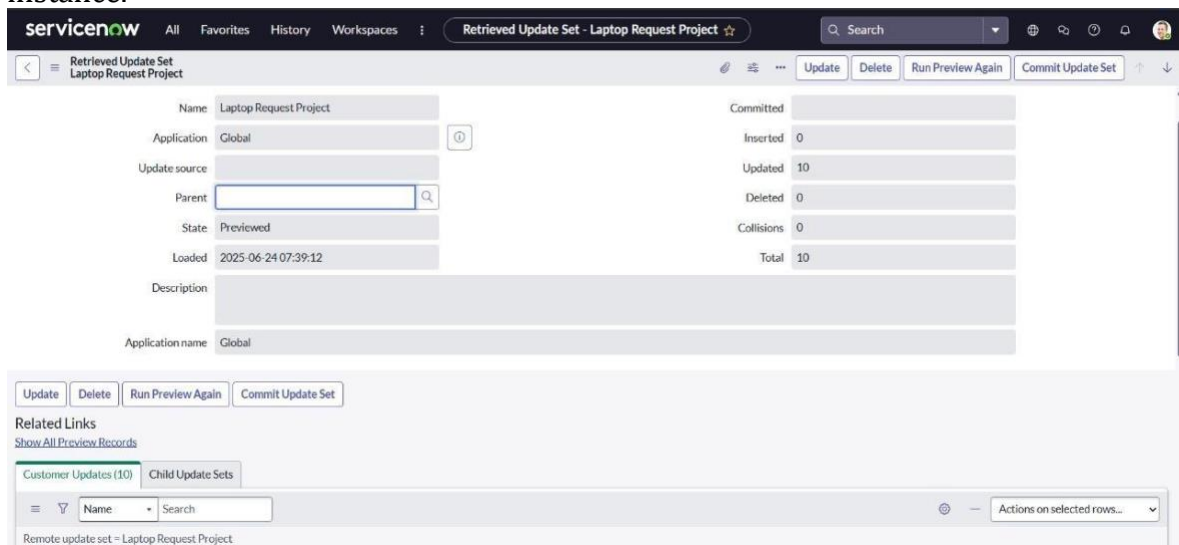 instance.
servicenow All Favorites History Workspaces Retrieved Update Set - Laptop Request Project Search
Retrieved Update Set
Laptop Request Project
Update Delete Run Preview Again Commit Update Set
Name Laptop Request Project Committed
Application Global Inserted 0
Update source Updated 10
Parent Deleted 0
State Previewed Collisions 0
Loaded 2025-06-24 07:39:12 Total 10
Description
Application name Global
Update Delete Run Preview Again Commit Update Set
Related Links
Show All Preview Records
Customer Updates (10) Child Update Sets
Name Search Actions on selected rows...
Remote update set = Laptop Request Project